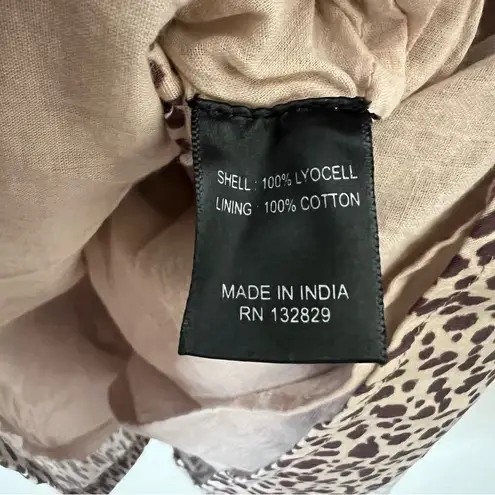 SHELL : 100% LYOCELL
LINING : 100% COTTON
MADE IN INDIA
RN 132829